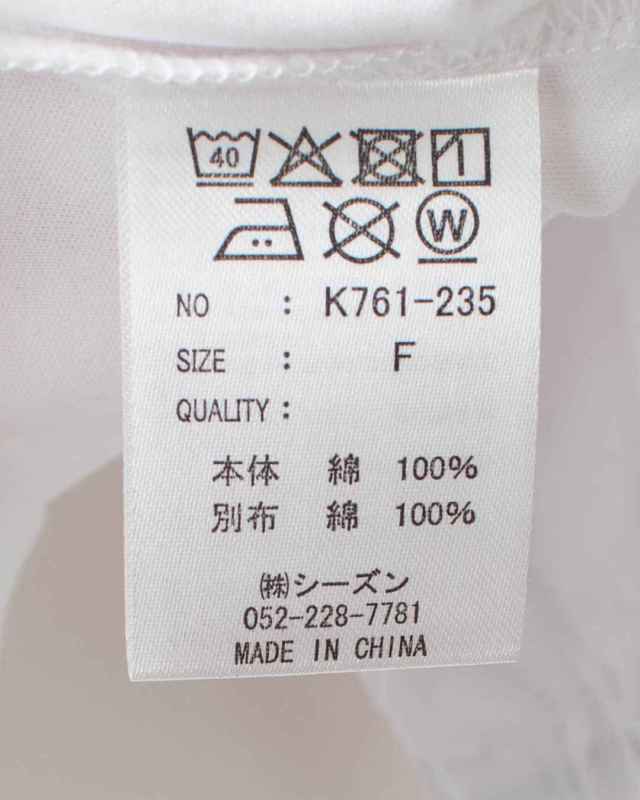 40
W
NO : K761-235
SIZE : F
QUALITY :
本体 綿 100%
別布 綿 100%
㈱シーズン
052-228-7781
MADE IN CHINA